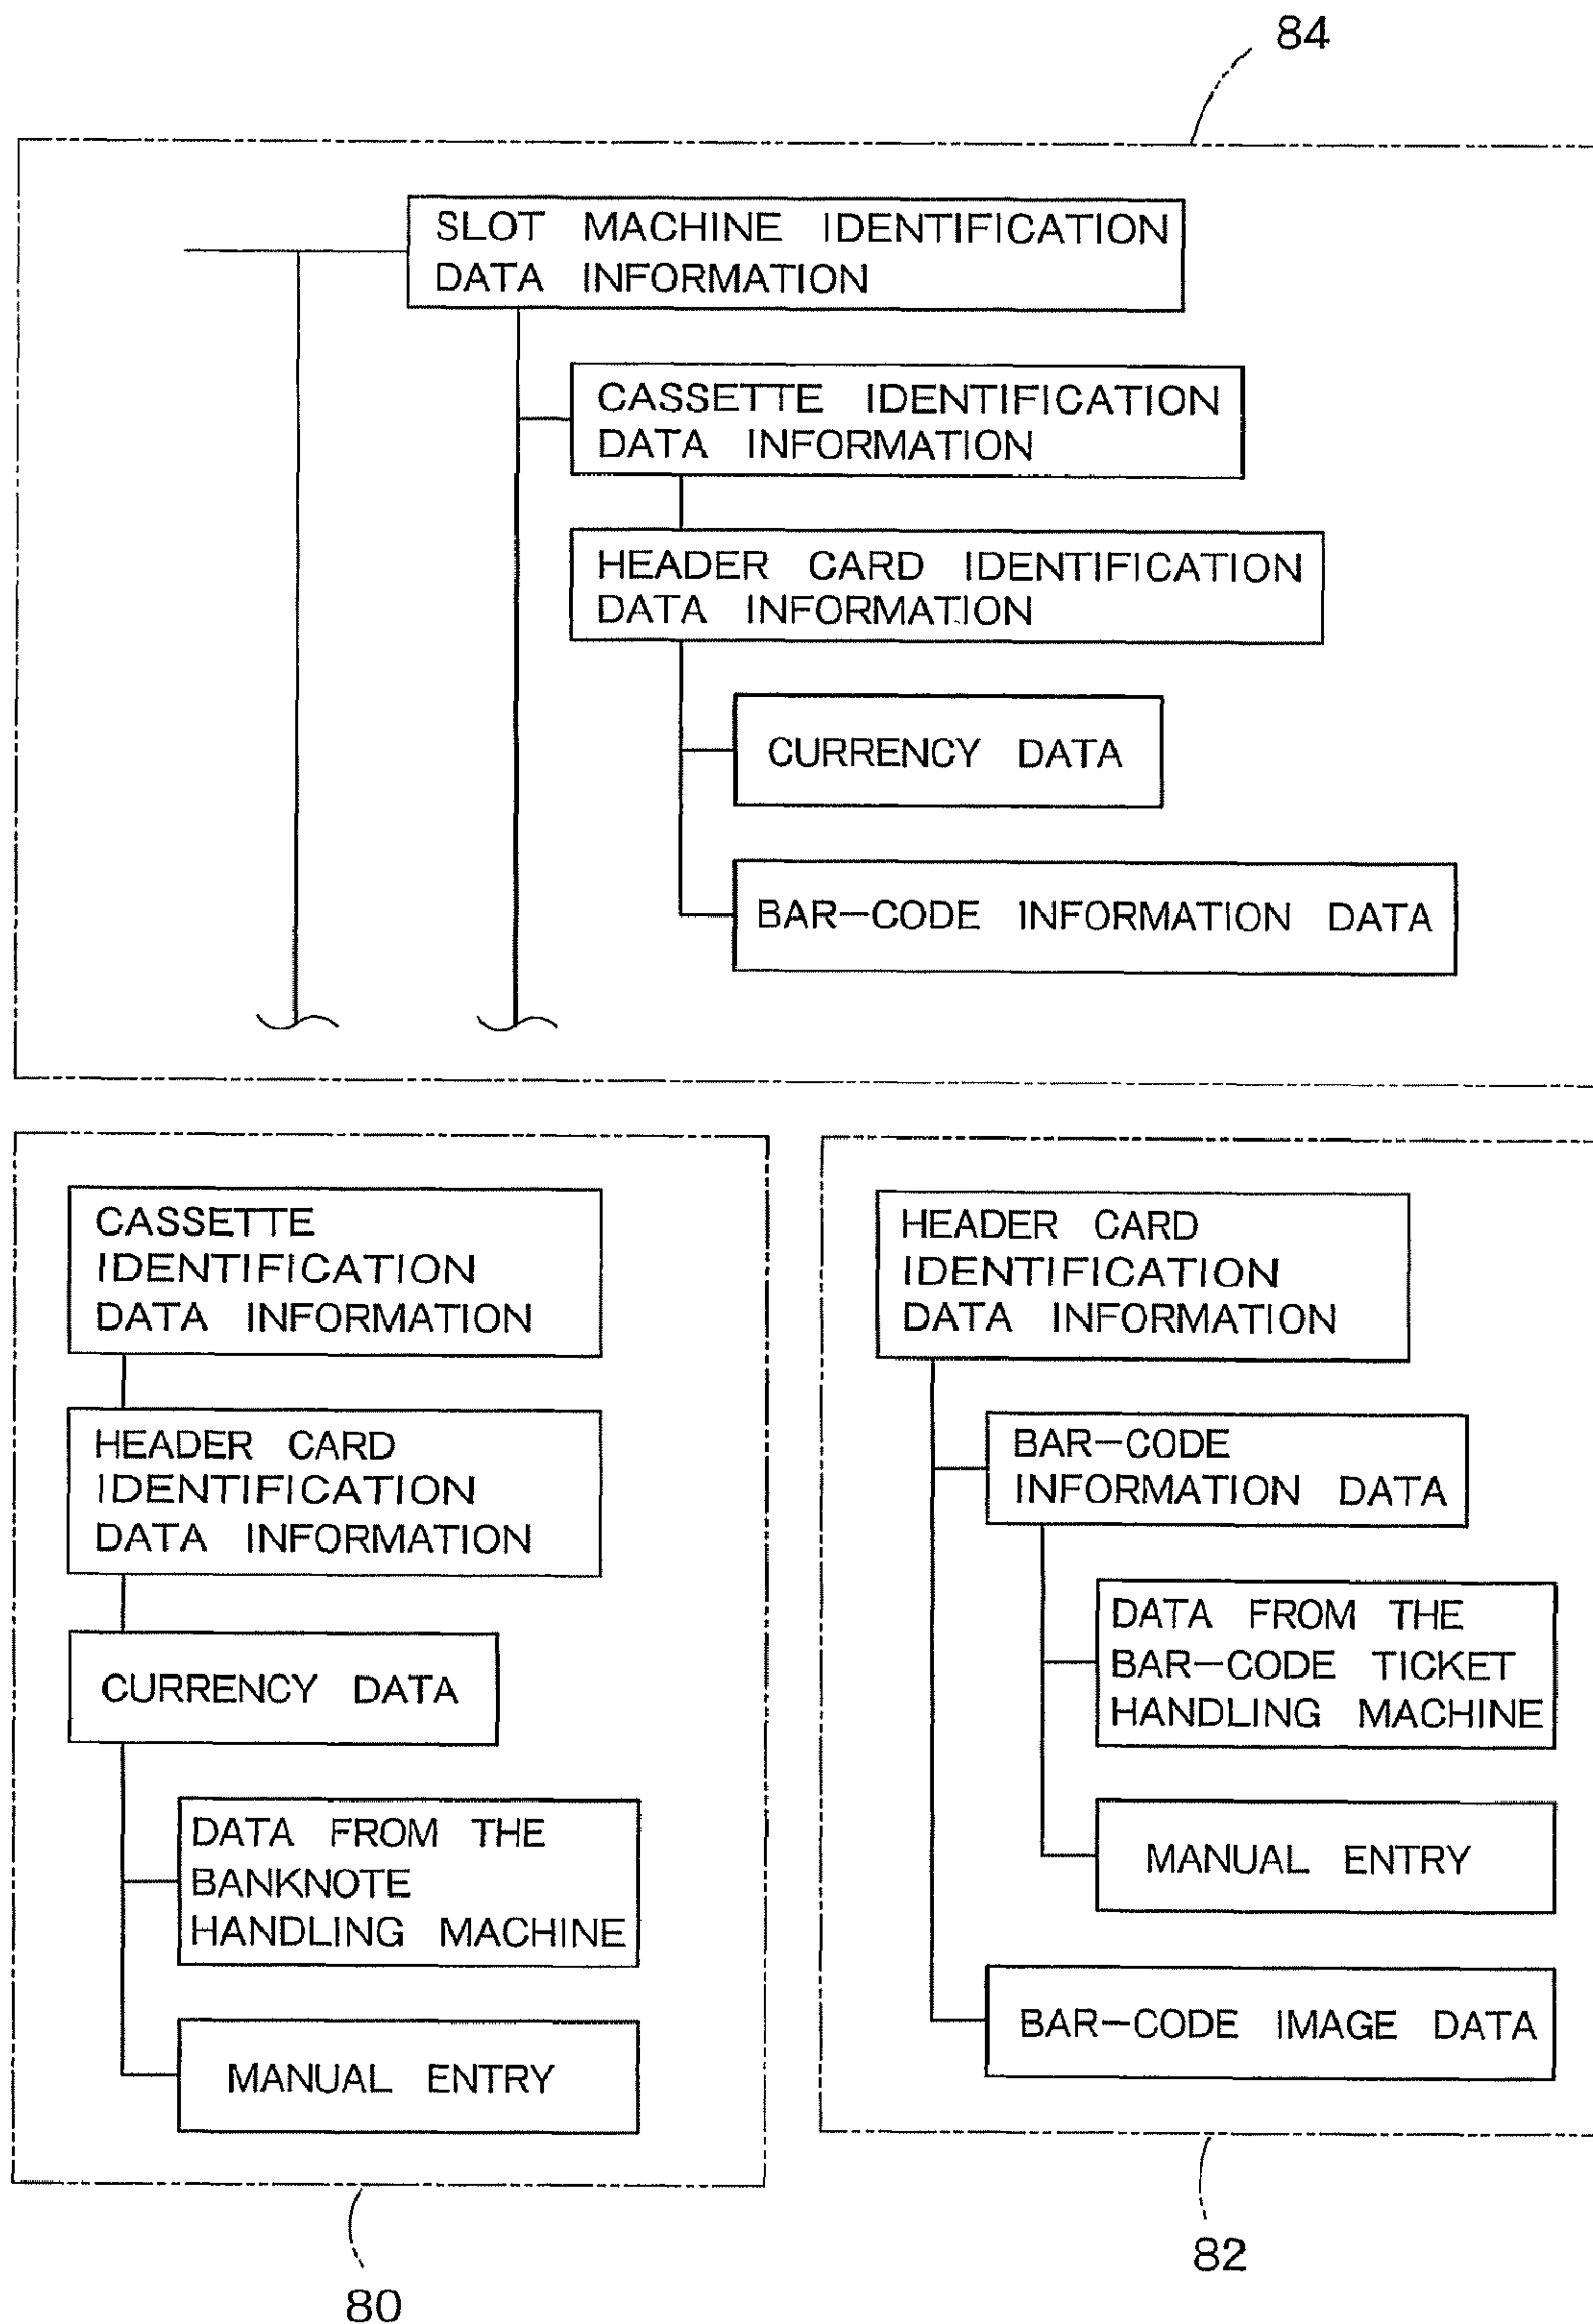 84
SLOT MACHINE IDENTIFICATION
DATA INFORMATION
CASSETTE IDENTIFICATION
DATA INFORMATION
HEADER CARD IDENTIFICATION
DATA INFORMATION
CURRENCY DATA
BAR-CODE INFORMATION DATA
CASSETTE
IDENTIFICATION
DATA INFORMATION
HEADER CARD
IDENTIFICATION
DATA INFORMATION
CURRENCY DATA
DATA FROM THE
BANKNOTE
HANDLING MACHINE
MANUAL ENTRY
80
HEADER CARD
IDENTIFICATION
DATA INFORMATION
BAR-CODE
INFORMATION DATA
DATA FROM THE
BAR-CODE TICKET
HANDLING MACHINE
MANUAL ENTRY
BAR-CODE IMAGE DATA
82